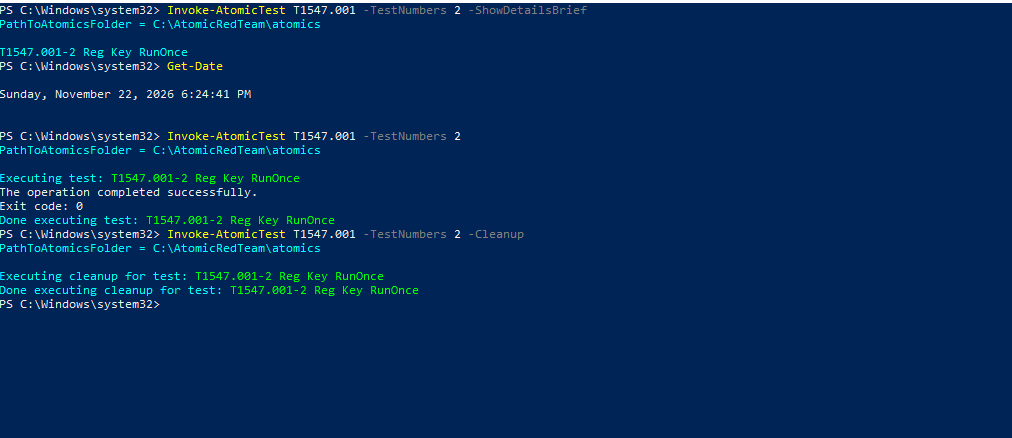 PS C:\Windows\system32> Invoke-AtomicTest T1547.001 -TestNumbers 2 -ShowDetailsBrief
PathToAtomicsFolder = C:\AtomicRedTeam\atomics
T1547.001-2 Reg Key RunOnce
PS C:\Windows\system32> Get-Date
Sunday, November 22, 2026 6:24:41 PM
PS C:\Windows\system32> Invoke-AtomicTest T1547.001 -TestNumbers 2
PathToAtomicsFolder = C:\AtomicRedTeam\atomics
Executing test: T1547.001-2 Reg Key RunOnce
The operation completed successfully.
Exit code: 0
Done executing test: T1547.001-2 Reg Key RunOnce
PS C:\Windows\system32> Invoke-AtomicTest T1547.001 -TestNumbers 2 -Cleanup
PathToAtomicsFolder = C:\AtomicRedTeam\atomics
Executing cleanup for test: T1547.001-2 Reg Key RunOnce
Done executing cleanup for test: T1547.001-2 Reg Key RunOnce
PS C:\Windows\system32>